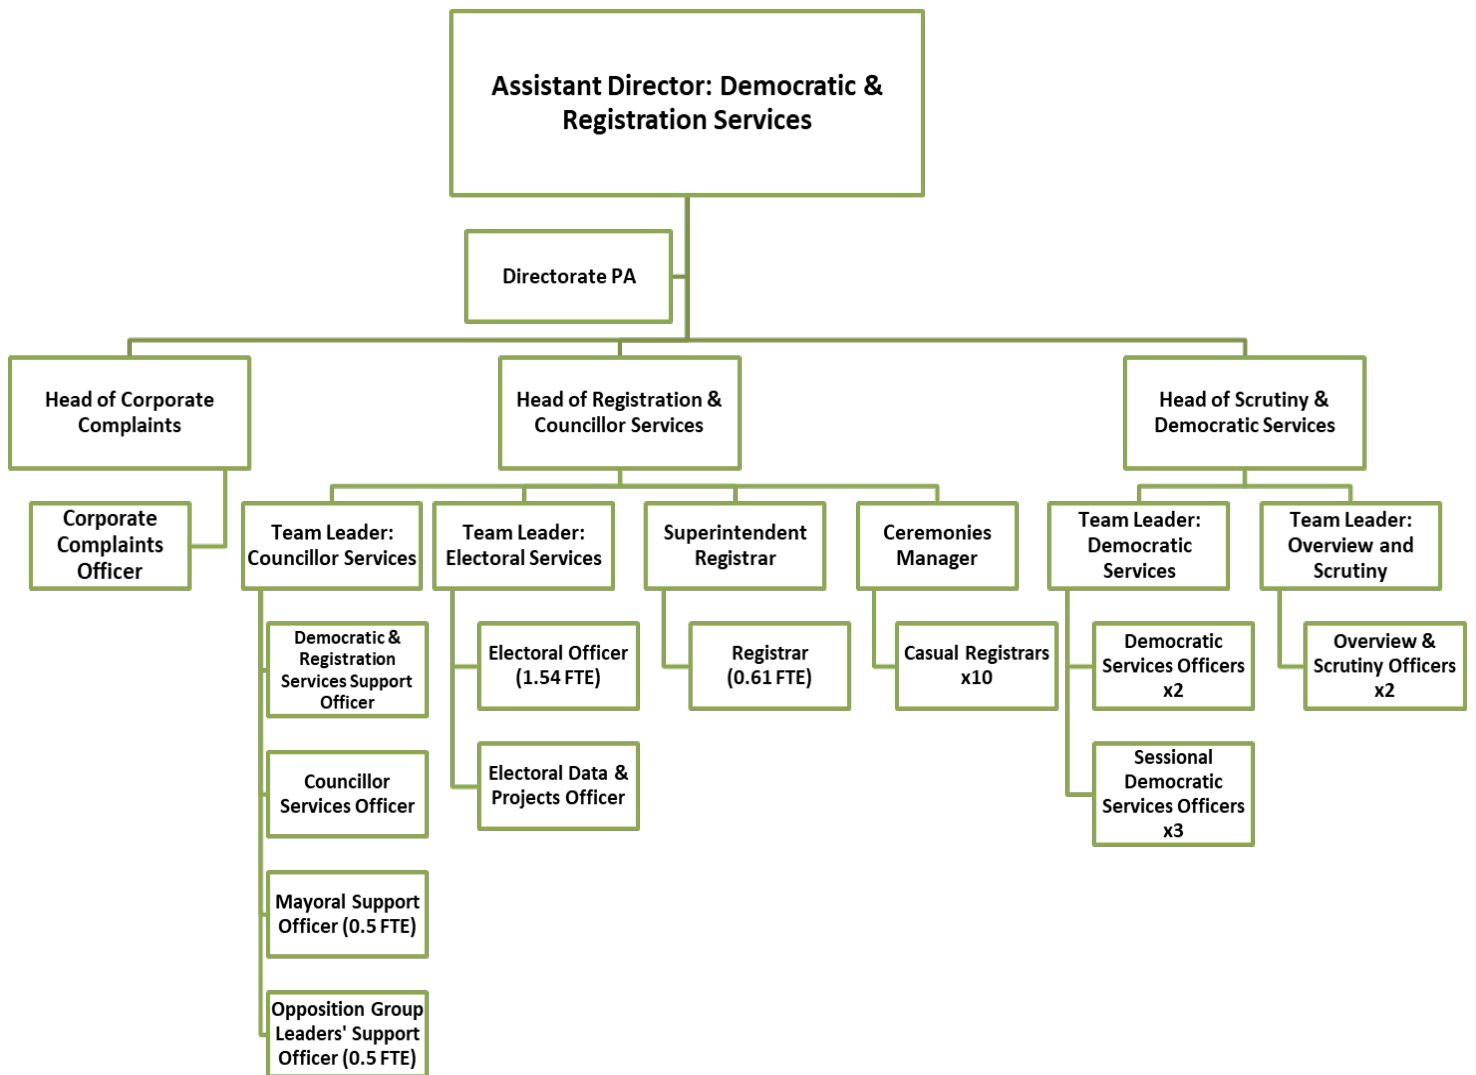 Assistant Director: Democratic &
Registration Services
Directorate PA
Head of Corporate
Complaints
Head of Registration &
Councillor Services
Head of Scrutiny &
Democratic Services
Corporate
Complaints
Officer
Team Leader:
Councillor Services
Team Leader:
Electoral Services
Superintendent
Registrar
Ceremonies
Manager
Team Leader:
Democratic
Services
Team Leader:
Overview and
Scrutiny
Democratic &
Registration
Services Support
Officer
Electoral Officer
(1.54 FTE)
Registrar
(0.61 FTE)
Casual Registrars
x10
Democratic
Services Officers
x2
Overview &
Scrutiny Officers
x2
Councillor
Services Officer
Electoral Data &
Projects Officer
Sessional
Democratic
Services Officers
x3
Mayoral Support
Officer (0.5 FTE)
Opposition Group
Leaders' Support
Officer (0.5 FTE)